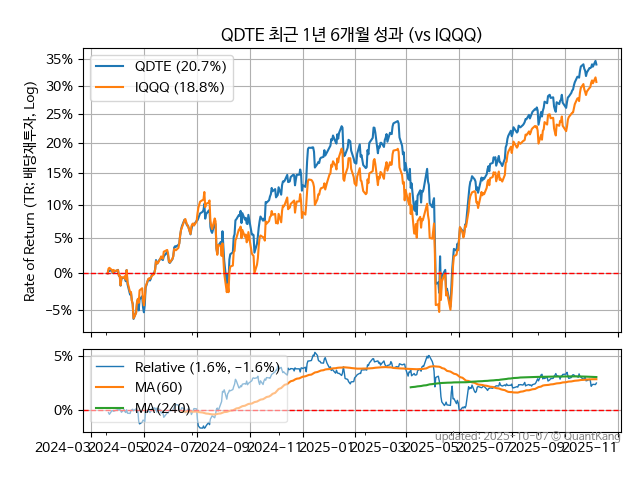 QDTE 최근 1년 6개월 성과 (vs IQQQ)
Rate of Return (TR: 배당재투자, Log)
35%
30%
25%
20%
15%
10%
5%
0%
−5%
QDTE (20.7%)
IQQQ (18.8%)
5%
0%
Relative (1.6%, −1.6%)
MA(60)
MA(240)
updated: 2025-10-07 © QuantKang
2024-03 2024-05 2024-07 2024-09 2024-11 2025-01 2025-03 2025-05 2025-07 2025-09 2025-11